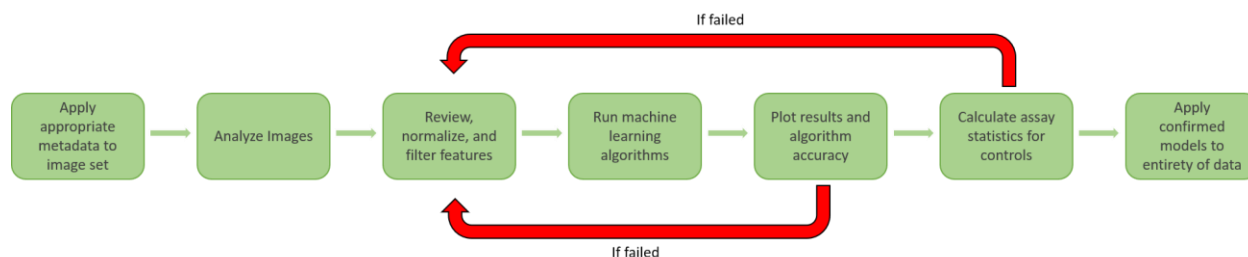 If failed
Apply
appropriate
metadata to
image set
Analyze Images
Review,
normalize, and
filter features
Run machine
learning
algorithms
Plot results and
algorithm
accuracy
Calculate assay
statistics for
controls
Apply
confirmed
models to
entirety of data
If failed